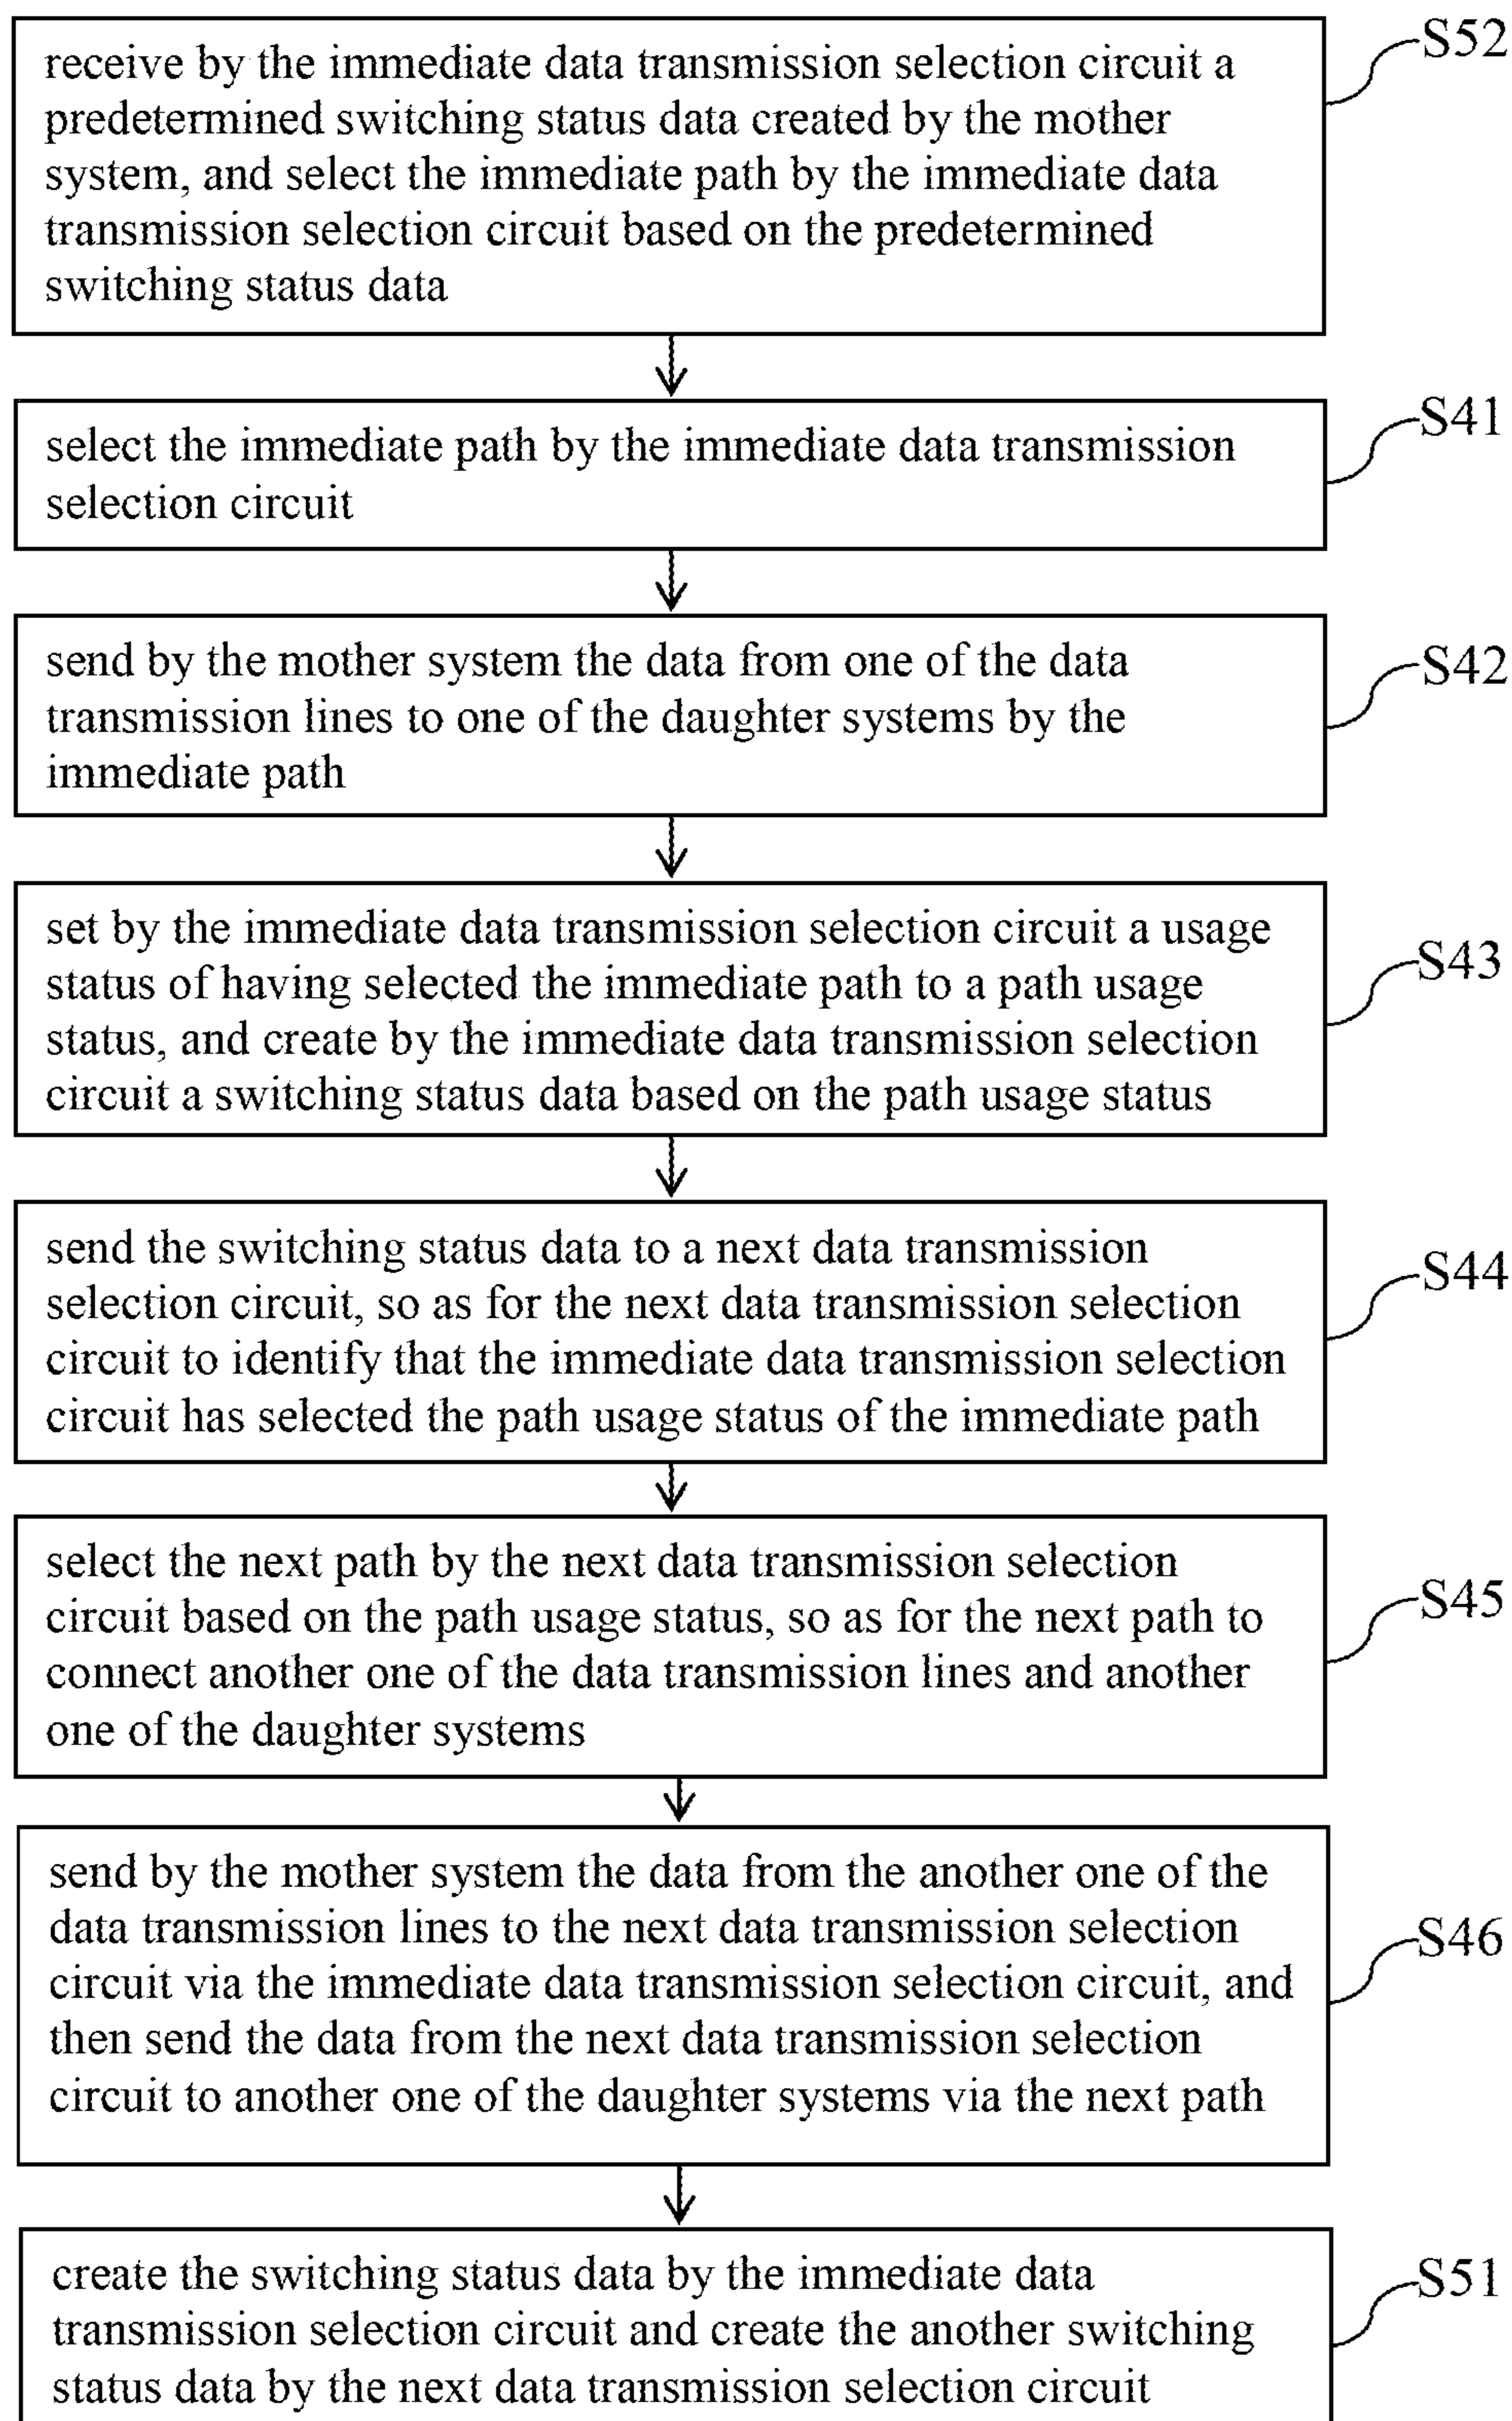 receive by the immediate data transmission selection circuit a
predetermined switching status data created by the mother
system, and select the immediate path by the immediate data
transmission selection circuit based on the predetermined
switching status data
S52
select the immediate path by the immediate data transmission
selection circuit
S41
send by the mother system the data from one of the data
transmission lines to one of the daughter systems by the
immediate path
S42
set by the immediate data transmission selection circuit a usage
status of having selected the immediate path to a path usage
status, and create by the immediate data transmission selection
circuit a switching status data based on the path usage status
S43
send the switching status data to a next data transmission
selection circuit, so as for the next data transmission selection
circuit to identify that the immediate data transmission selection
circuit has selected the path usage status of the immediate path
S44
select the next path by the next data transmission selection
circuit based on the path usage status, so as for the next path to
connect another one of the data transmission lines and another
one of the daughter systems
S45
send by the mother system the data from the another one of the
data transmission lines to the next data transmission selection
circuit via the immediate data transmission selection circuit, and
then send the data from the next data transmission selection
circuit to another one of the daughter systems via the next path
S46
create the switching status data by the immediate data
transmission selection circuit and create the another switching
status data by the next data transmission selection circuit
S51